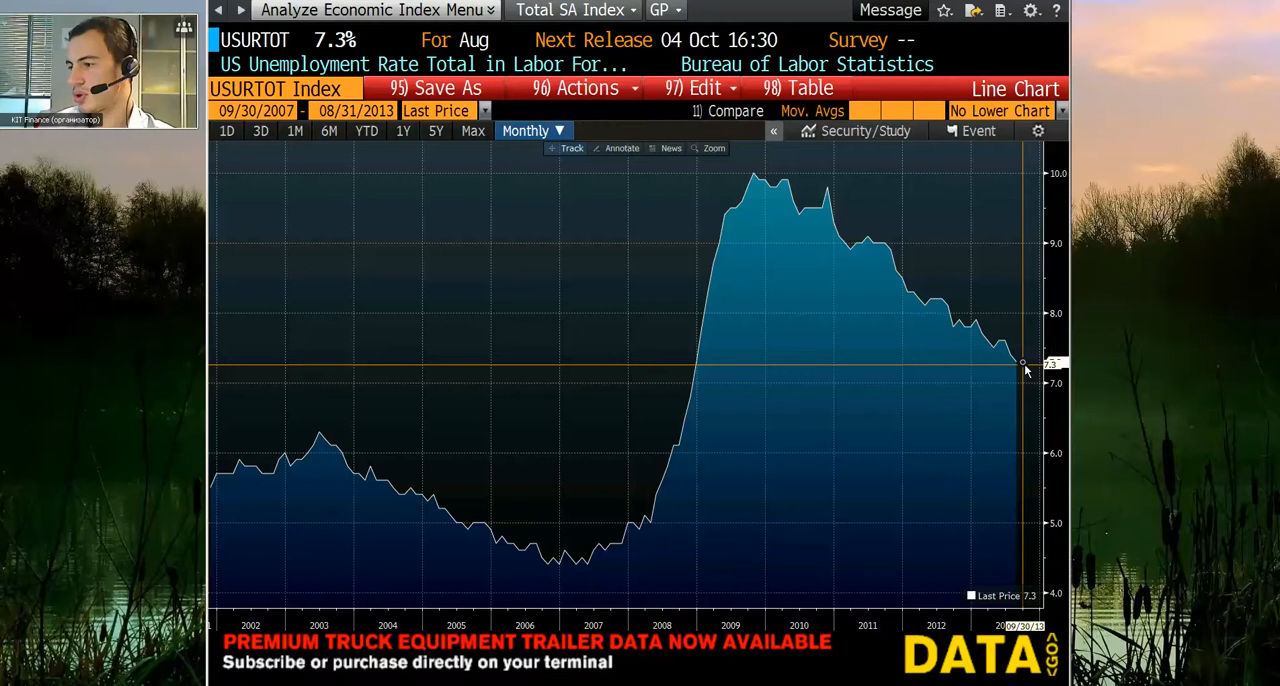 Analyze Economic Index Menu Total SA Index GP Message ?
USURTOT 7.3% For Aug Next Release 04 Oct 16:30 Survey --
US Unemployment Rate Total in Labor For... Bureau of Labor Statistics
USURTOT Index 95) Save As 96) Actions 97) Edit 98) Table Line Chart
09/30/2007 - 08/31/2013 Last Price 11) Compare Mov. Avgs No Lower Chart
KIT Finance (организатор)
1D 3D 1M 6M YTD 1Y 5Y Max Monthly ▼ « Security/Study Event
Track Annotate News Zoom
10.0
9.0
8.0
7.3
7.0
6.0
5.0
4.0
Last Price 7.3
2002 2003 2004 2005 2006 2007 2008 2009 2010 2011 2012 09/30/13
PREMIUM TRUCK EQUIPMENT TRAILER DATA NOW AVAILABLE
Subscribe or purchase directly on your terminal
DATA <GO>